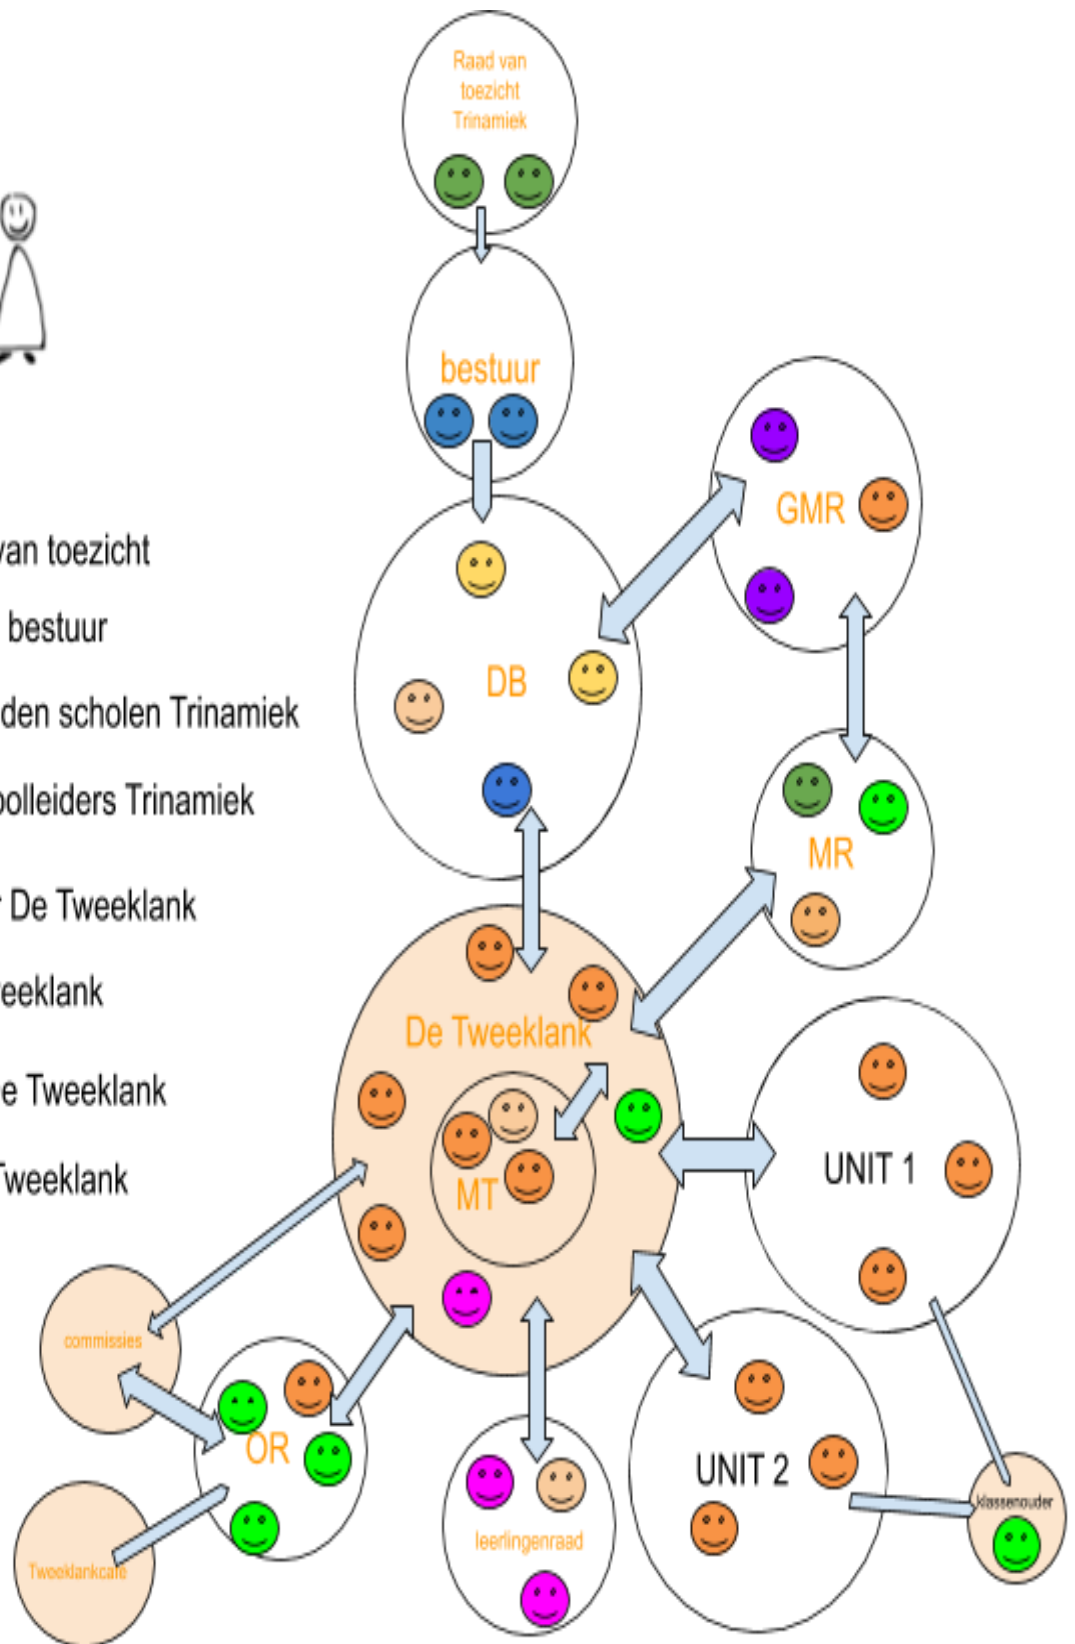 Raad van
toezicht
Trinamiek
bestuur
GMR
van toezicht
bestuur
DB
den scholen Trinamiek
oolleiders Trinamiek
MR
De Tweeklank
eeklank
De Tweeklank
e Tweeklank
MT
UNIT 1
Tweeklank
commissies
OR
UNIT 2
klassenouder
leerlingenraad
Tweeklankcafe